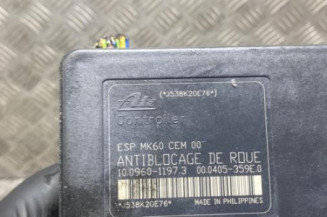 (*J538K20E76*)
Ate
Controller
ESP MK60 CEM 00
ANTIBLOCAGE DE ROUE
10.0960-1197.3 00.0405-359E.0
*J538K20E76*
MADE IN PHILIPPINES